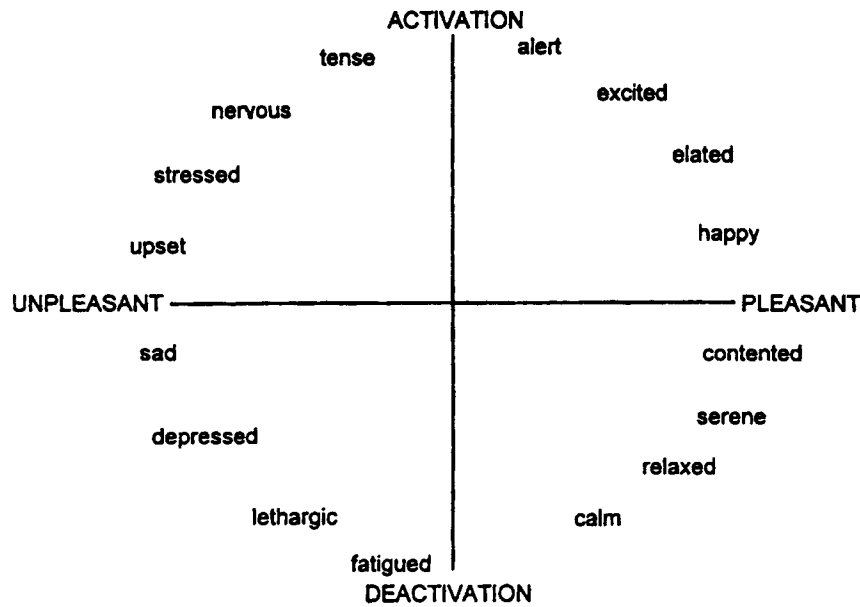 ACTIVATION
tense
alert
excited
nervous
elated
stressed
happy
upset
UNPLEASANT
PLEASANT
sad
contented
serene
depressed
relaxed
lethargic
calm
fatigued
DEACTIVATION